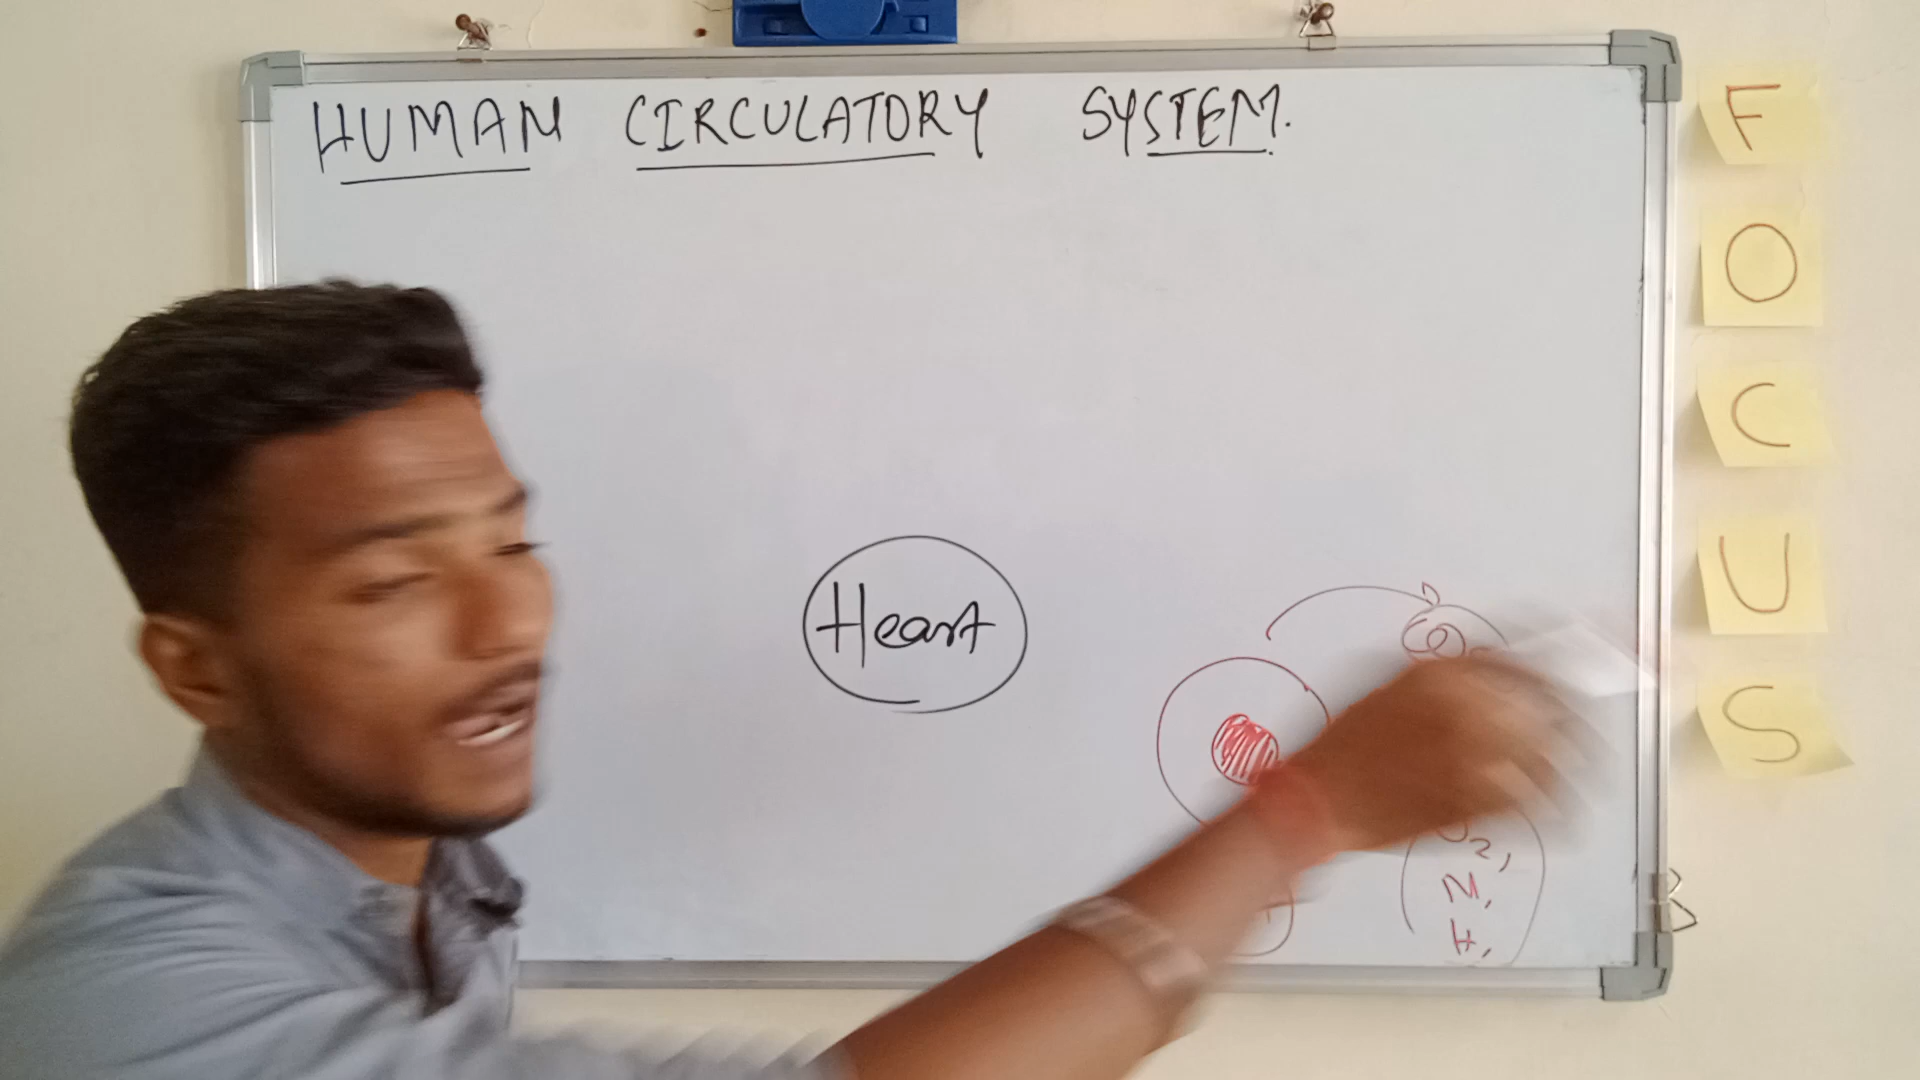 HUMAN CIRCULATORY SYSTEM.
Heart
M,
H,
F
O
C
U
S